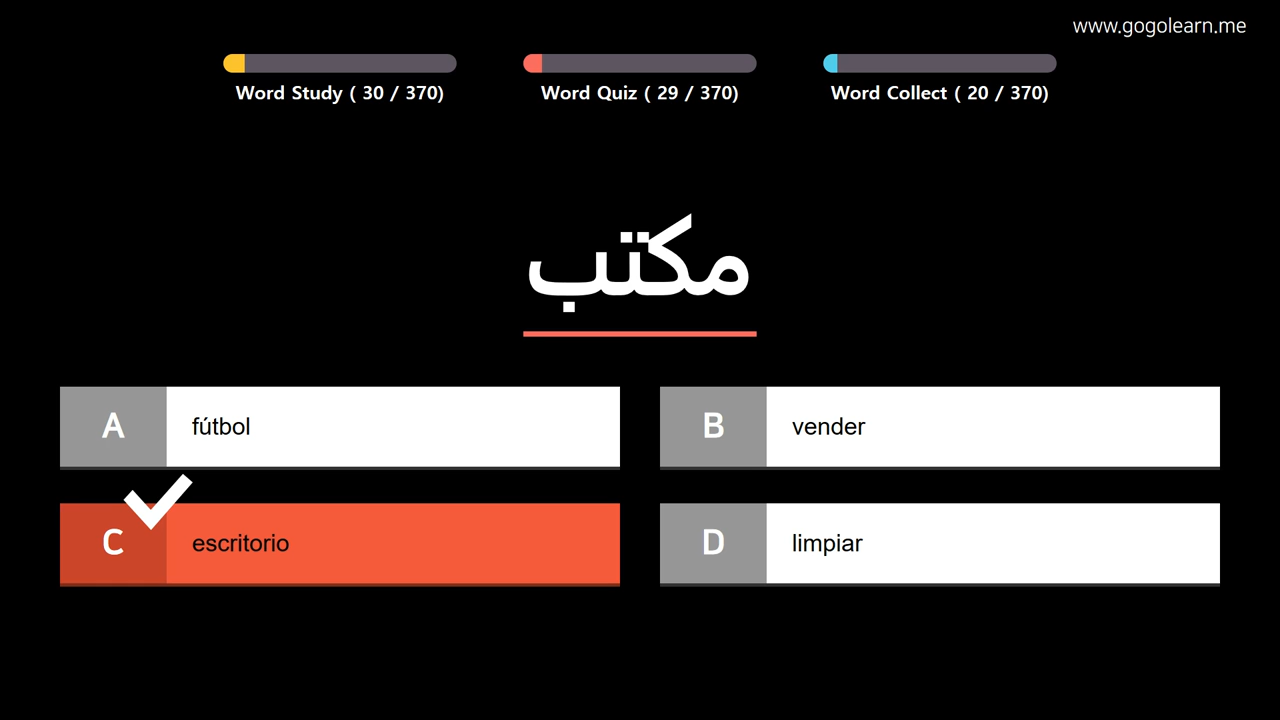 www.gogolearn.me
Word Study ( 30 / 370)
Word Quiz ( 29 / 370)
Word Collect ( 20 / 370)
مكتب
A fútbol
B vender
C escritorio
D limpiar